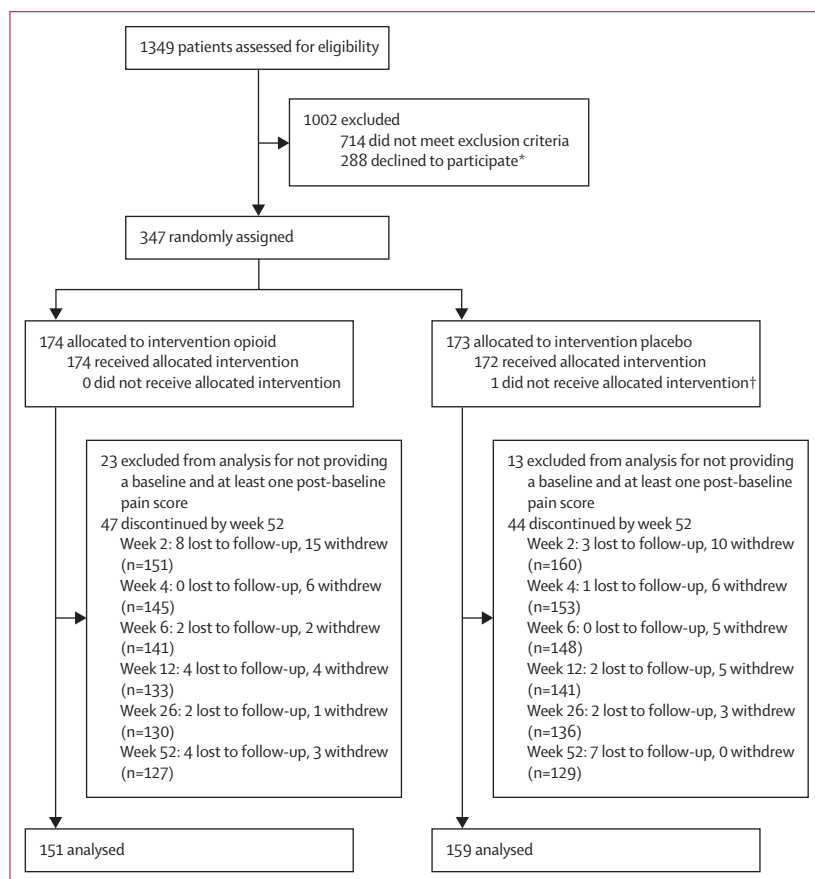 1349 patients assessed for eligibility
1002 excluded
714 did not meet exclusion criteria
288 declined to participate*
347 randomly assigned
174 allocated to intervention opioid
174 received allocated intervention
0 did not receive allocated intervention
173 allocated to intervention placebo
172 received allocated intervention
1 did not receive allocated intervention†
23 excluded from analysis for not providing
a baseline and at least one post-baseline
pain score
47 discontinued by week 52
Week 2: 8 lost to follow-up, 15 withdrew
(n=151)
Week 4: 0 lost to follow-up, 6 withdrew
(n=145)
Week 6: 2 lost to follow-up, 2 withdrew
(n=141)
Week 12: 4 lost to follow-up, 4 withdrew
(n=133)
Week 26: 2 lost to follow-up, 1 withdrew
(n=130)
Week 52: 4 lost to follow-up, 3 withdrew
(n=127)
13 excluded from analysis for not providing
a baseline and at least one post-baseline
pain score
44 discontinued by week 52
Week 2: 3 lost to follow-up, 10 withdrew
(n=160)
Week 4: 1 lost to follow-up, 6 withdrew
(n=153)
Week 6: 0 lost to follow-up, 5 withdrew
(n=148)
Week 12: 2 lost to follow-up, 5 withdrew
(n=141)
Week 26: 2 lost to follow-up, 3 withdrew
(n=136)
Week 52: 7 lost to follow-up, 0 withdrew
(n=129)
151 analysed
159 analysed